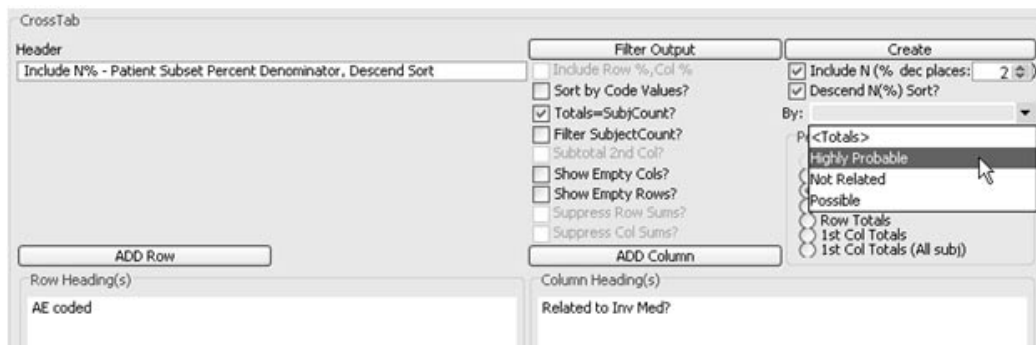 CrossTab
Header
Include N% - Patient Subset Percent Denominator, Descend Sort
Filter Output
Include Row %,Col %
Sort by Code Values?
Totals=SubjCount?
Filter SubjectCount?
Subtotal 2nd Col?
Show Empty Cols?
Show Empty Rows?
Suppress Row Sums?
Suppress Col Sums?
Create
Include N (% dec places: 2 )
Descend N(%) Sort?
By:
<Totals>
Highly Probable
Not Related
Possible
Row Totals
1st Col Totals
1st Col Totals (All subj)
ADD Row
ADD Column
Row Heading(s)
AE coded
Column Heading(s)
Related to Inv Med?